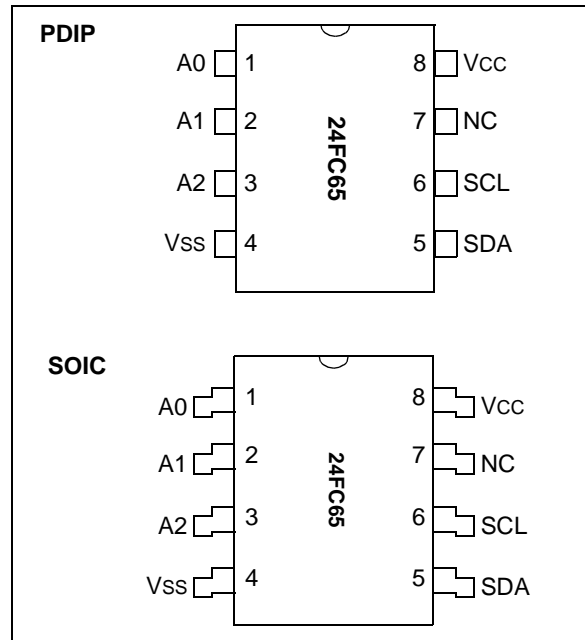 PDIP
A0 1 8 VCC
A1 2 7 NC
24FC65
A2 3 6 SCL
VSS 4 5 SDA
SOIC
A0 1 8 VCC
A1 2 7 NC
24FC65
A2 3 6 SCL
VSS 4 5 SDA